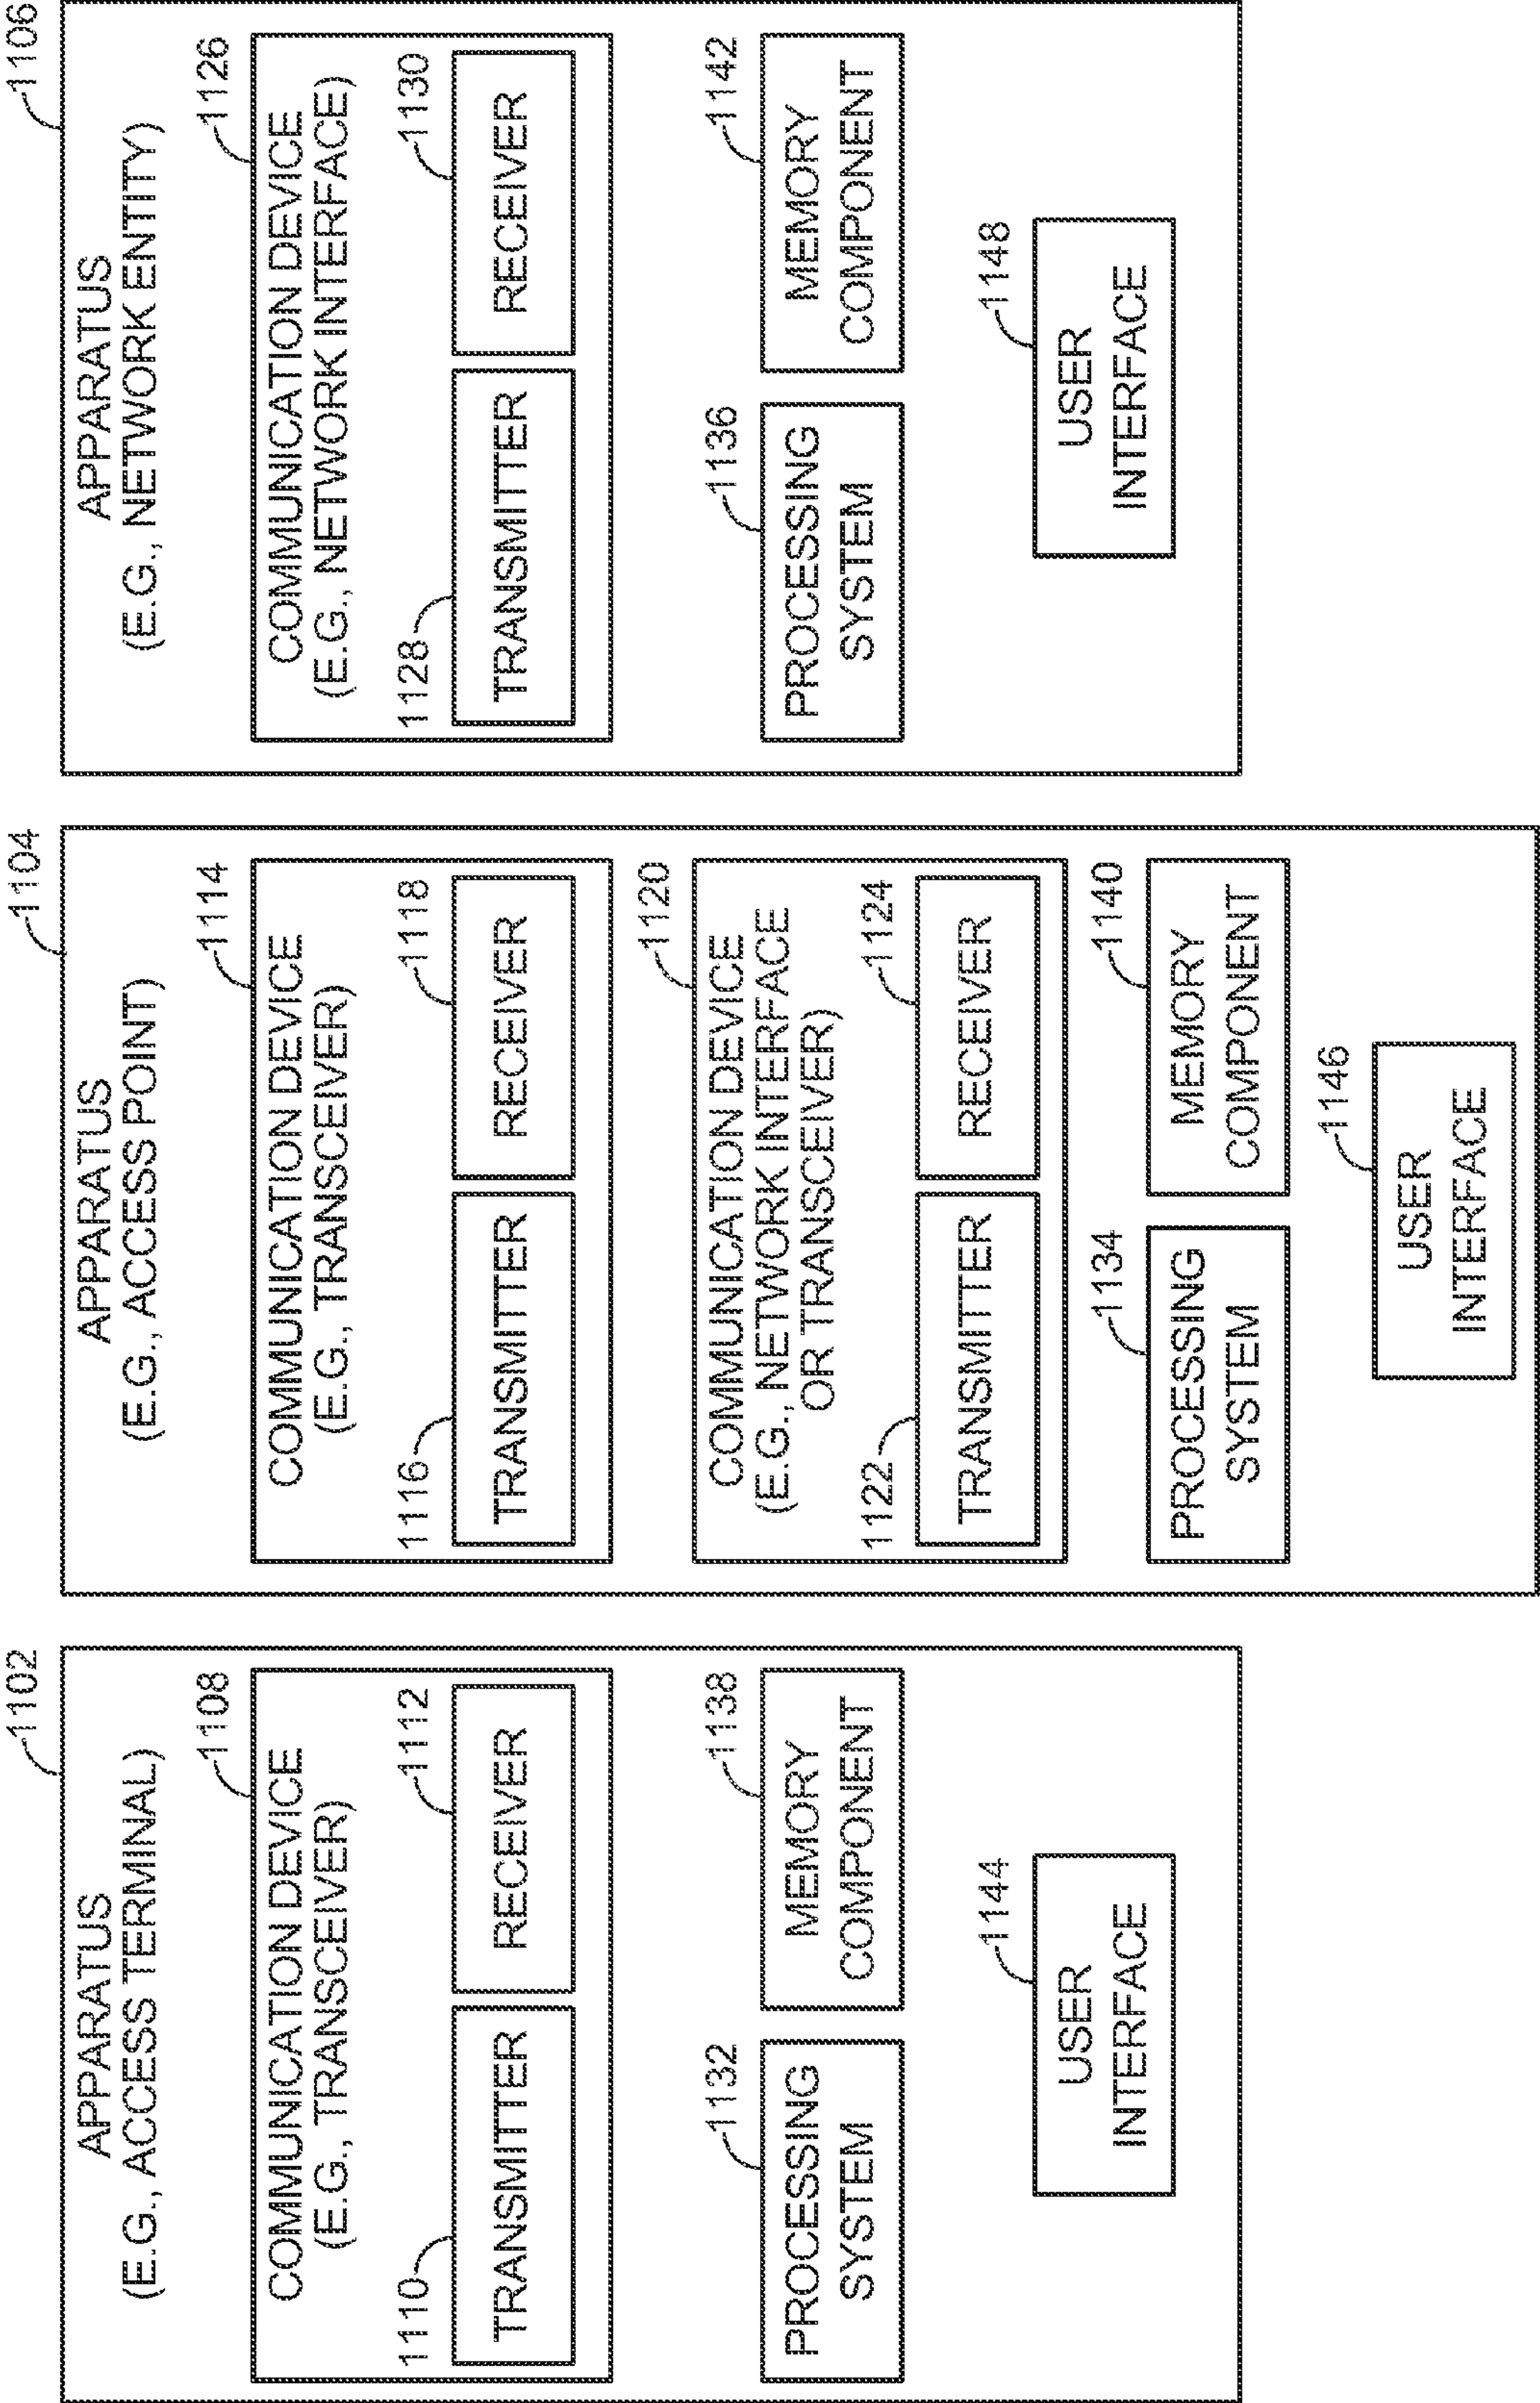 1102
APPARATUS
(E.G., ACCESS TERMINAL)
1108
COMMUNICATION DEVICE
(E.G., TRANSCEIVER)
1110
TRANSMITTER
1112
RECEIVER
1132
PROCESSING
SYSTEM
1138
MEMORY
COMPONENT
1144
USER
INTERFACE
1104
APPARATUS
(E.G., ACCESS POINT)
1114
COMMUNICATION DEVICE
(E.G., TRANSCEIVER)
1116
TRANSMITTER
1118
RECEIVER
1120
COMMUNICATION DEVICE
(E.G., NETWORK INTERFACE
OR TRANSCEIVER)
1122
TRANSMITTER
1124
RECEIVER
1134
PROCESSING
SYSTEM
1140
MEMORY
COMPONENT
1146
USER
INTERFACE
1106
APPARATUS
(E.G., NETWORK ENTITY)
1126
COMMUNICATION DEVICE
(E.G., NETWORK INTERFACE)
1128
TRANSMITTER
1130
RECEIVER
1136
PROCESSING
SYSTEM
1142
MEMORY
COMPONENT
1148
USER
INTERFACE